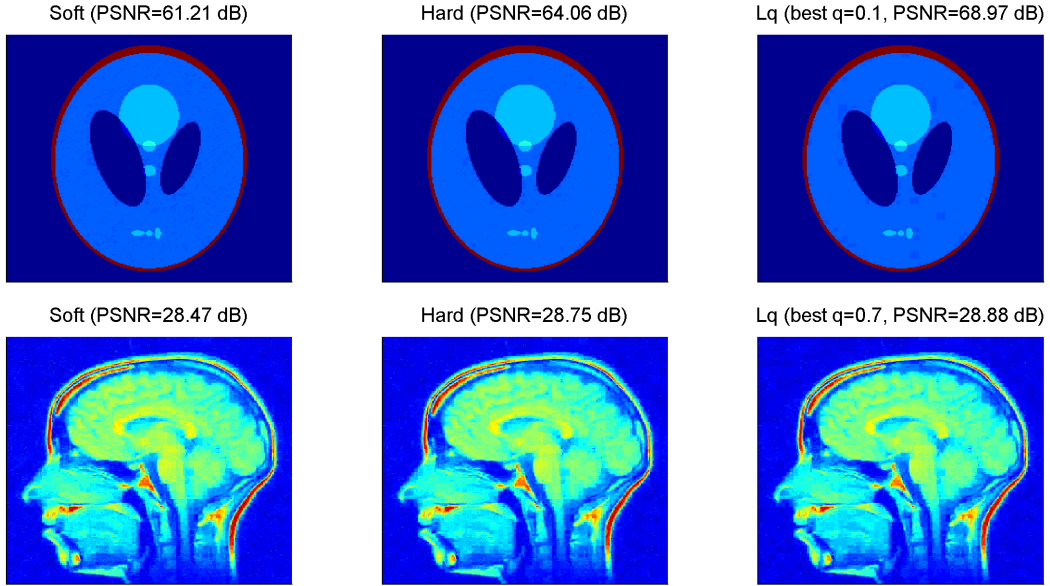 Soft (PSNR=61.21 dB)
Hard (PSNR=64.06 dB)
Lq (best q=0.1, PSNR=68.97 dB)
Soft (PSNR=28.47 dB)
Hard (PSNR=28.75 dB)
Lq (best q=0.7, PSNR=28.88 dB)